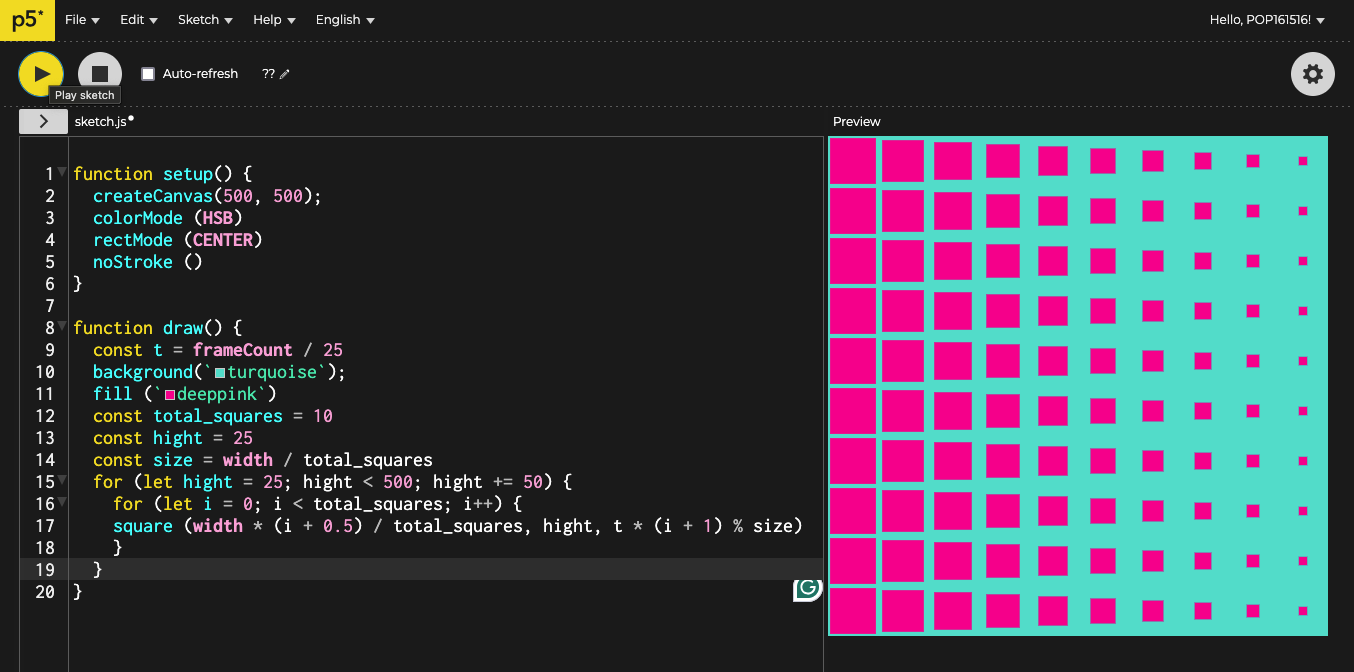 p5* File Edit Sketch Help English Hello, POP161516!
Auto-refresh ??
Play sketch
sketch.js
Preview
1 function setup() {
2 createCanvas(500, 500);
3 colorMode (HSB)
4 rectMode (CENTER)
5 noStroke ()
6 }
7
8 function draw() {
9 const t = frameCount / 25
10 background(`turquoise`);
11 fill (`deeppink`)
12 const total_squares = 10
13 const hight = 25
14 const size = width / total_squares
15 for (let hight = 25; hight < 500; hight += 50) {
16 for (let i = 0; i < total_squares; i++) {
17 square (width * (i + 0.5) / total_squares, hight, t * (i + 1) % size)
18 }
19 }
20 }